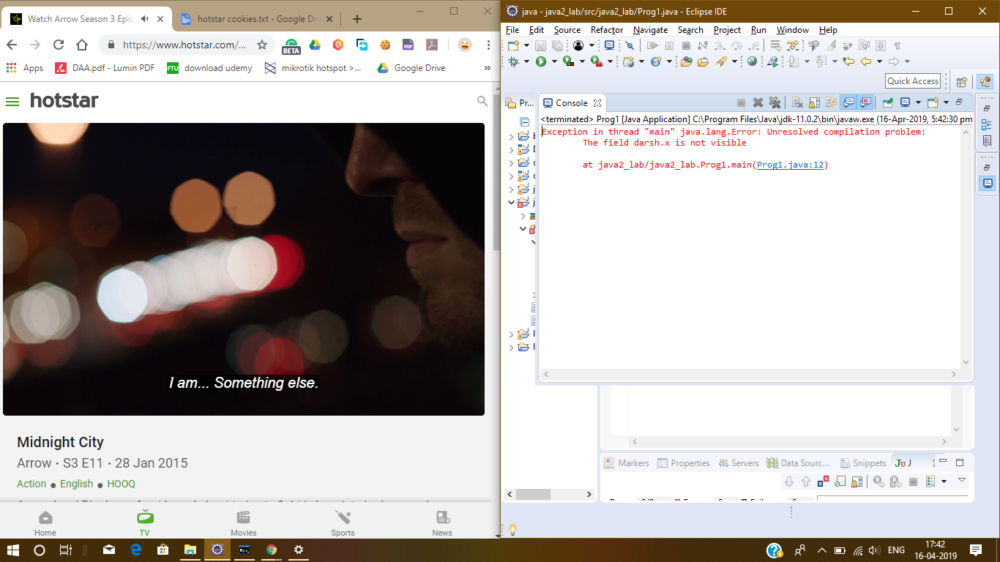 Watch Arrow Season 3 Epis
hotstar cookies.txt - Google Dr
https://www.hotstar.com/...
BETA
PDF
Apps
DAA.pdf - Lumin PDF
FTU
download udemy
mikrotik hotspot >...
Google Drive
»
hotstar
I am... Something else.
Midnight City
Arrow • S3 E11 • 28 Jan 2015
Action ● English ● HOOQ
Home
TV
Movies
Sports
News
java - java2_lab/src/java2_lab/Prog1.java - Eclipse IDE
File Edit Source Refactor Navigate Search Project Run Window Help
Quick Access
Pr...
Console
<terminated> Prog1 [Java Application] C:\Program Files\Java\jdk-11.0.2\bin\javaw.exe (16-Apr-2019, 5:42:30 pm
Exception in thread "main" java.lang.Error: Unresolved compilation problem:
The field darsh.x is not visible
at java2_lab/java2_lab.Prog1.main(Prog1.java:12)
Markers
Properties
Servers
Data Sourc...
Snippets
JU J
ENG
17:42
16-04-2019